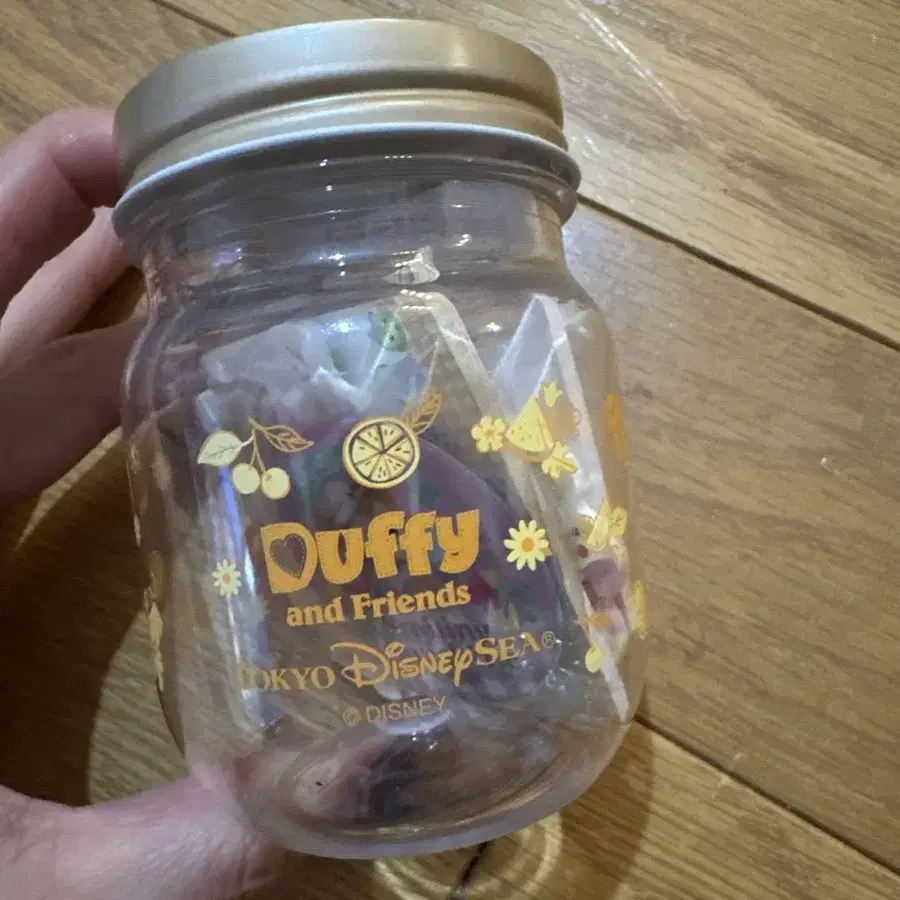 Duffy
and Friends
TOKYO DISNEYSEA®
© DISNEY